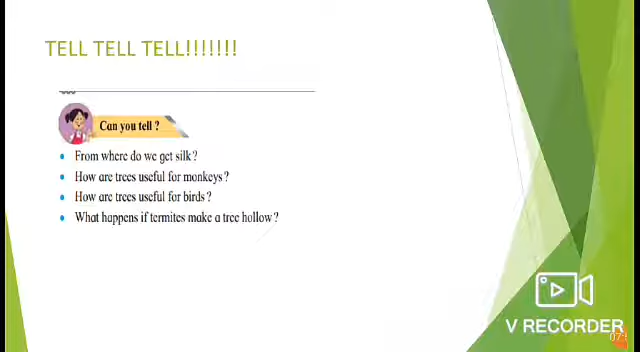 TELL TELL TELL!!!!!!!
Can you tell ?
• From where do we get silk?
• How are trees useful for monkeys?
• How are trees useful for birds?
• What happens if termites make a tree hollow?
V RECORDER